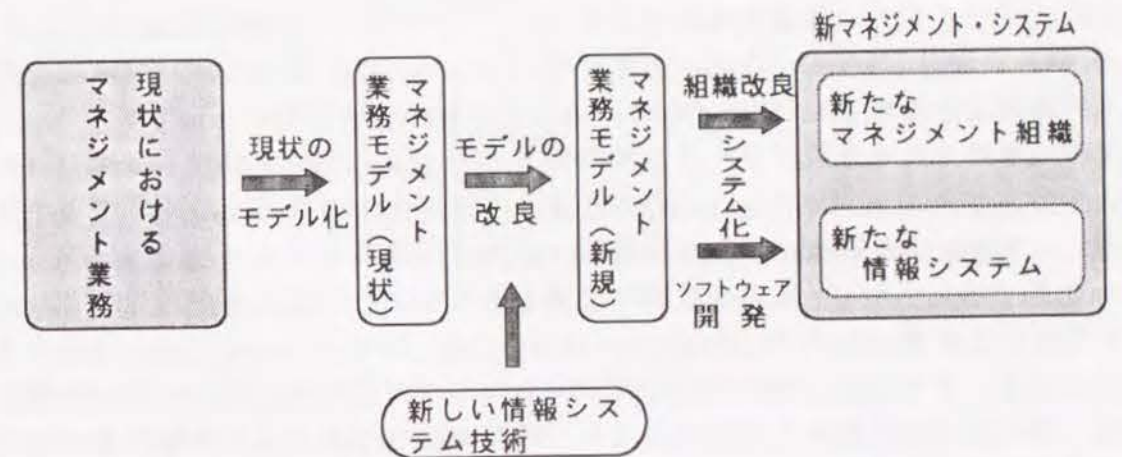 現状における
マネジメント業務
現状の
モデル化
マネジメント
業務モデル（現状）
モデルの
改良
新しい情報シス
テム技術
マネジメント
業務モデル（新規）
組織改良
システム化
ソフトウェア
開発
新マネジメント・システム
新たな
マネジメント組織
新たな
情報システム